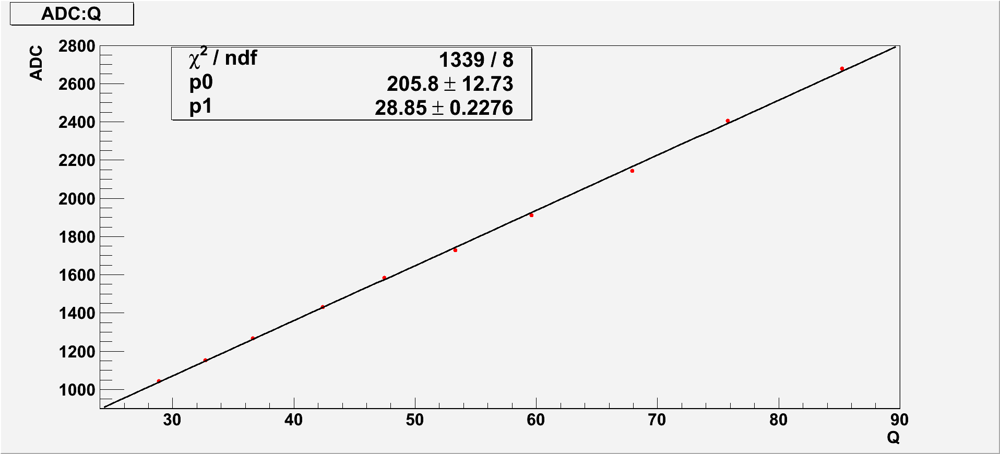 ADC:Q
ADC
χ2 / ndf 1339 / 8
p0 205.8 ± 12.73
p1 28.85 ± 0.2276
2800
2600
2400
2200
2000
1800
1600
1400
1200
1000
30 40 50 60 70 80 90
Q